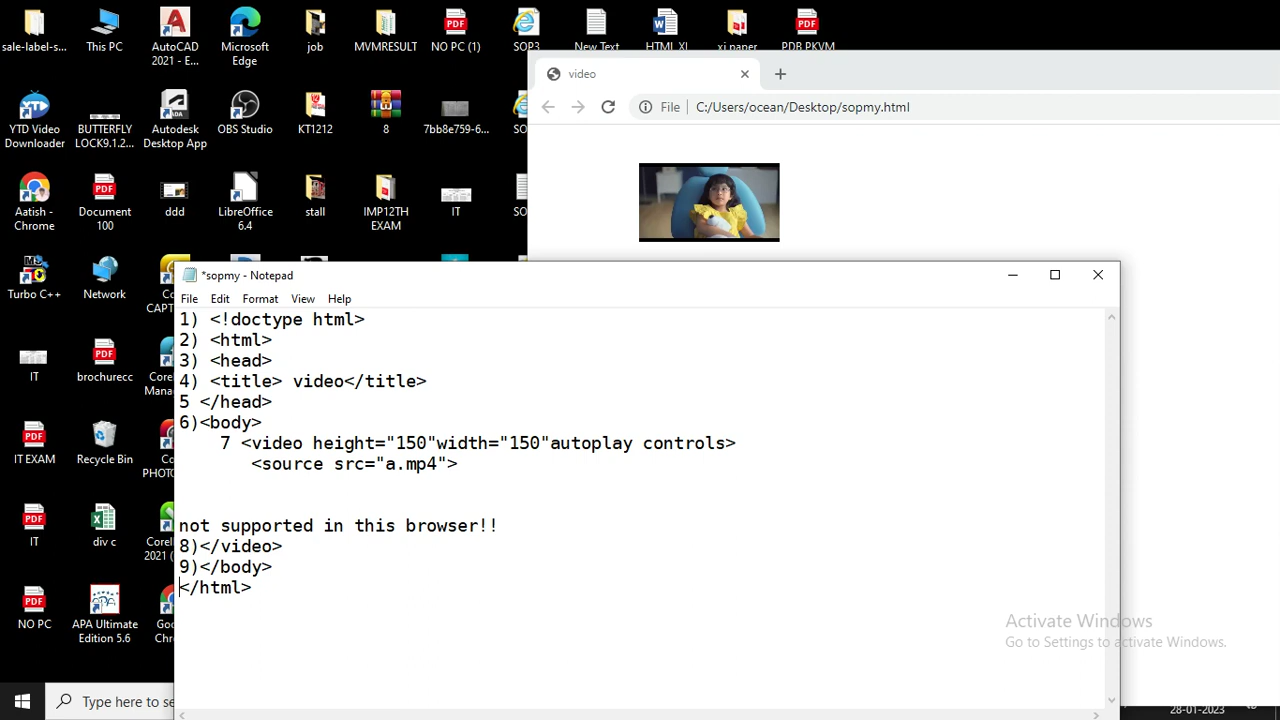 sale-label-s...
This PC
AutoCAD
2021 - E...
Microsoft
Edge
job
MVMRESULT
NO PC (1)
SOP3
New Text
HTML XI
xi paper
PDB PKVM
YTD Video
Downloader
BUTTERFLY
LOCK9.1.2...
Autodesk
Desktop App
OBS Studio
KT1212
8
7bb8e759-6...
Aatish -
Chrome
Document
100
ddd
LibreOffice
6.4
stall
IMP12TH
EXAM
IT
Turbo C++
Network
IT
brochurecc
IT EXAM
Recycle Bin
IT
div c
NO PC
APA Ultimate
Edition 5.6
video
File C:/Users/ocean/Desktop/sopmy.html
*sopmy - Notepad
File Edit Format View Help
1) <!doctype html>
2) <html>
3) <head>
4) <title> video</title>
5 </head>
6)<body>
7 <video height="150"width="150"autoplay controls>
<source src="a.mp4">
not supported in this browser!!
8)</video>
9)</body>
</html>
Activate Windows
Go to Settings to activate Windows.
Type here to se
28-01-2023